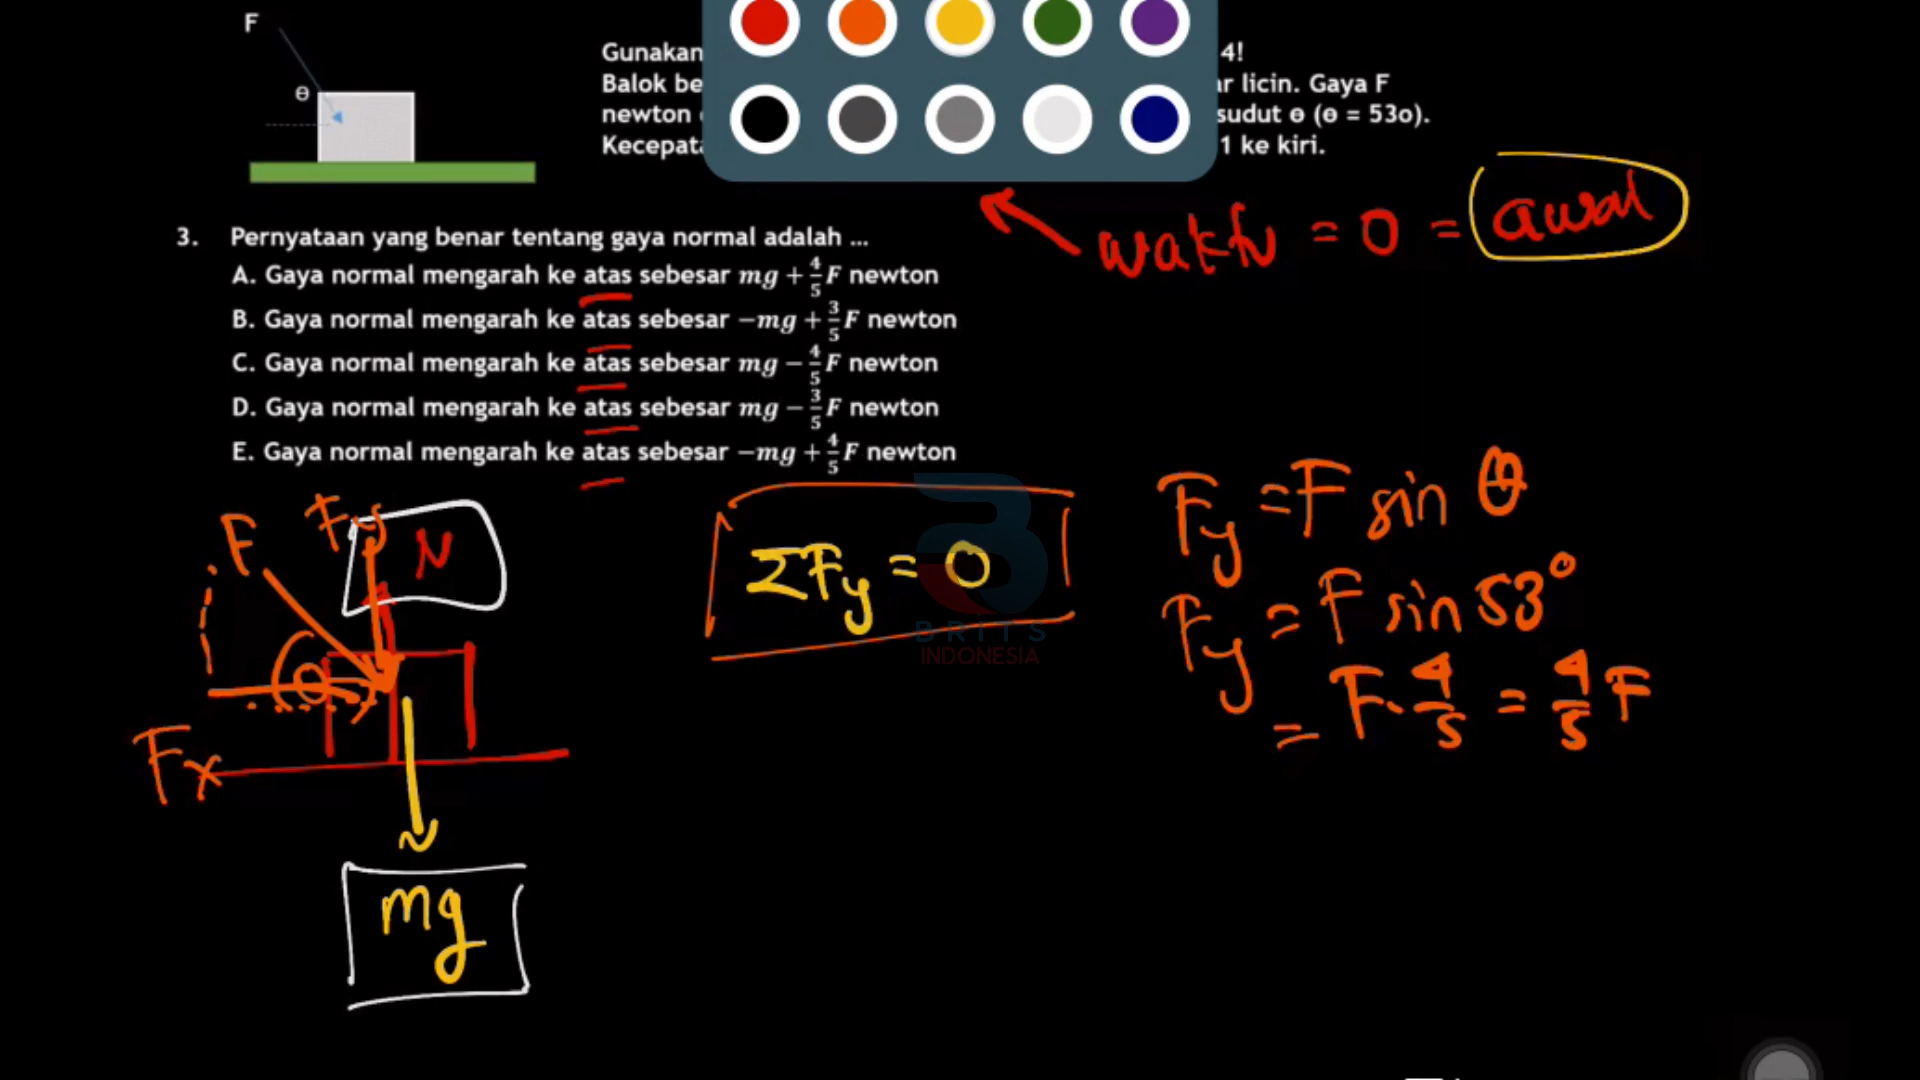 F
θ
Gunakan 4!
Balok be r licin. Gaya F
newton sudut θ (θ = 53o).
Kecepata 1 ke kiri.
waktu = 0 = awal
3. Pernyataan yang benar tentang gaya normal adalah ...
A. Gaya normal mengarah ke atas sebesar mg + 4/5 F newton
B. Gaya normal mengarah ke atas sebesar −mg + 3/5 F newton
C. Gaya normal mengarah ke atas sebesar mg − 4/5 F newton
D. Gaya normal mengarah ke atas sebesar mg − 3/5 F newton
E. Gaya normal mengarah ke atas sebesar −mg + 4/5 F newton
F Fy N
θ
Fx
mg
ΣFy = 0
BRITS
INDONESIA
Fy = F sin θ
Fy = F sin 53°
= F · 4/5 = 4/5 F